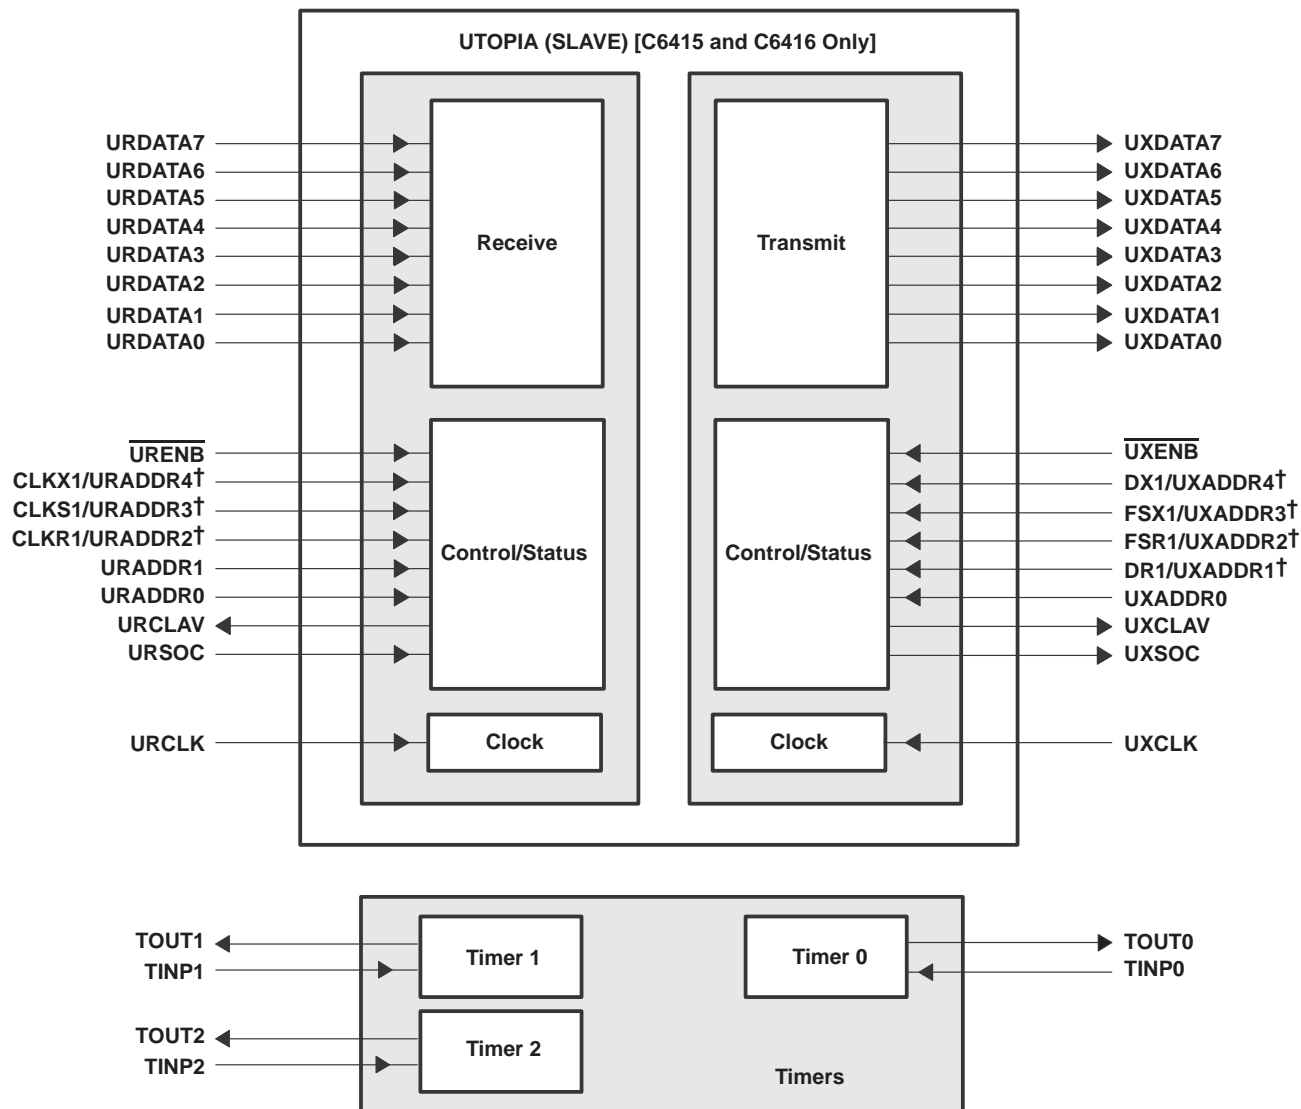 UTOPIA (SLAVE) [C6415 and C6416 Only]
URDATA7
URDATA6
URDATA5
URDATA4
URDATA3
URDATA2
URDATA1
URDATA0
Receive
Transmit
UXDATA7
UXDATA6
UXDATA5
UXDATA4
UXDATA3
UXDATA2
UXDATA1
UXDATA0
URENB
CLKX1/URADDR4†
CLKS1/URADDR3†
CLKR1/URADDR2†
URADDR1
URADDR0
URCLAV
URSOC
Control/Status
Control/Status
UXENB
DX1/UXADDR4†
FSX1/UXADDR3†
FSR1/UXADDR2†
DR1/UXADDR1†
UXADDR0
UXCLAV
UXSOC
URCLK
Clock
Clock
UXCLK
TOUT1
TINP1
Timer 1
Timer 0
TOUT0
TINP0
TOUT2
TINP2
Timer 2
Timers